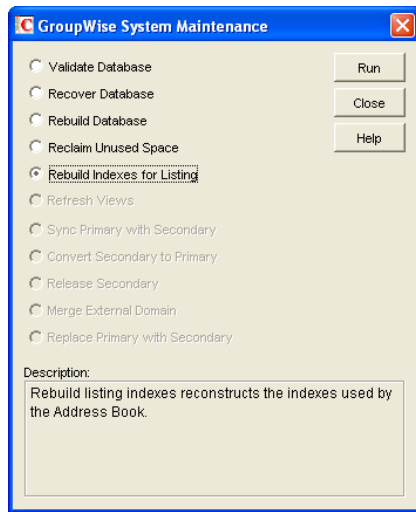 GroupWise System Maintenance
Validate Database
Run
Recover Database
Close
Rebuild Database
Help
Reclaim Unused Space
Rebuild Indexes for Listing
Refresh Views
Sync Primary with Secondary
Convert Secondary to Primary
Release Secondary
Merge External Domain
Replace Primary with Secondary
Description:
Rebuild listing indexes reconstructs the indexes used by
the Address Book.